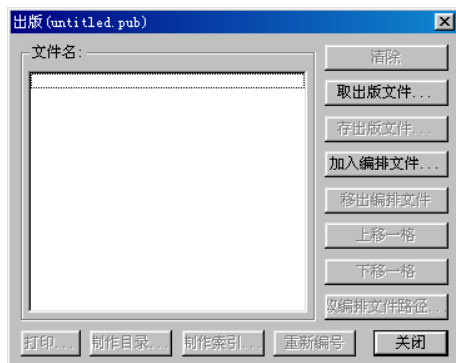 出版(untitled.pub)
文件名:
清除
取出版文件...
存出版文件...
加入编排文件...
移出编排文件
上移一格
下移一格
改编排文件路径...
打印...
制作目录...
制作索引...
重新编号
关闭